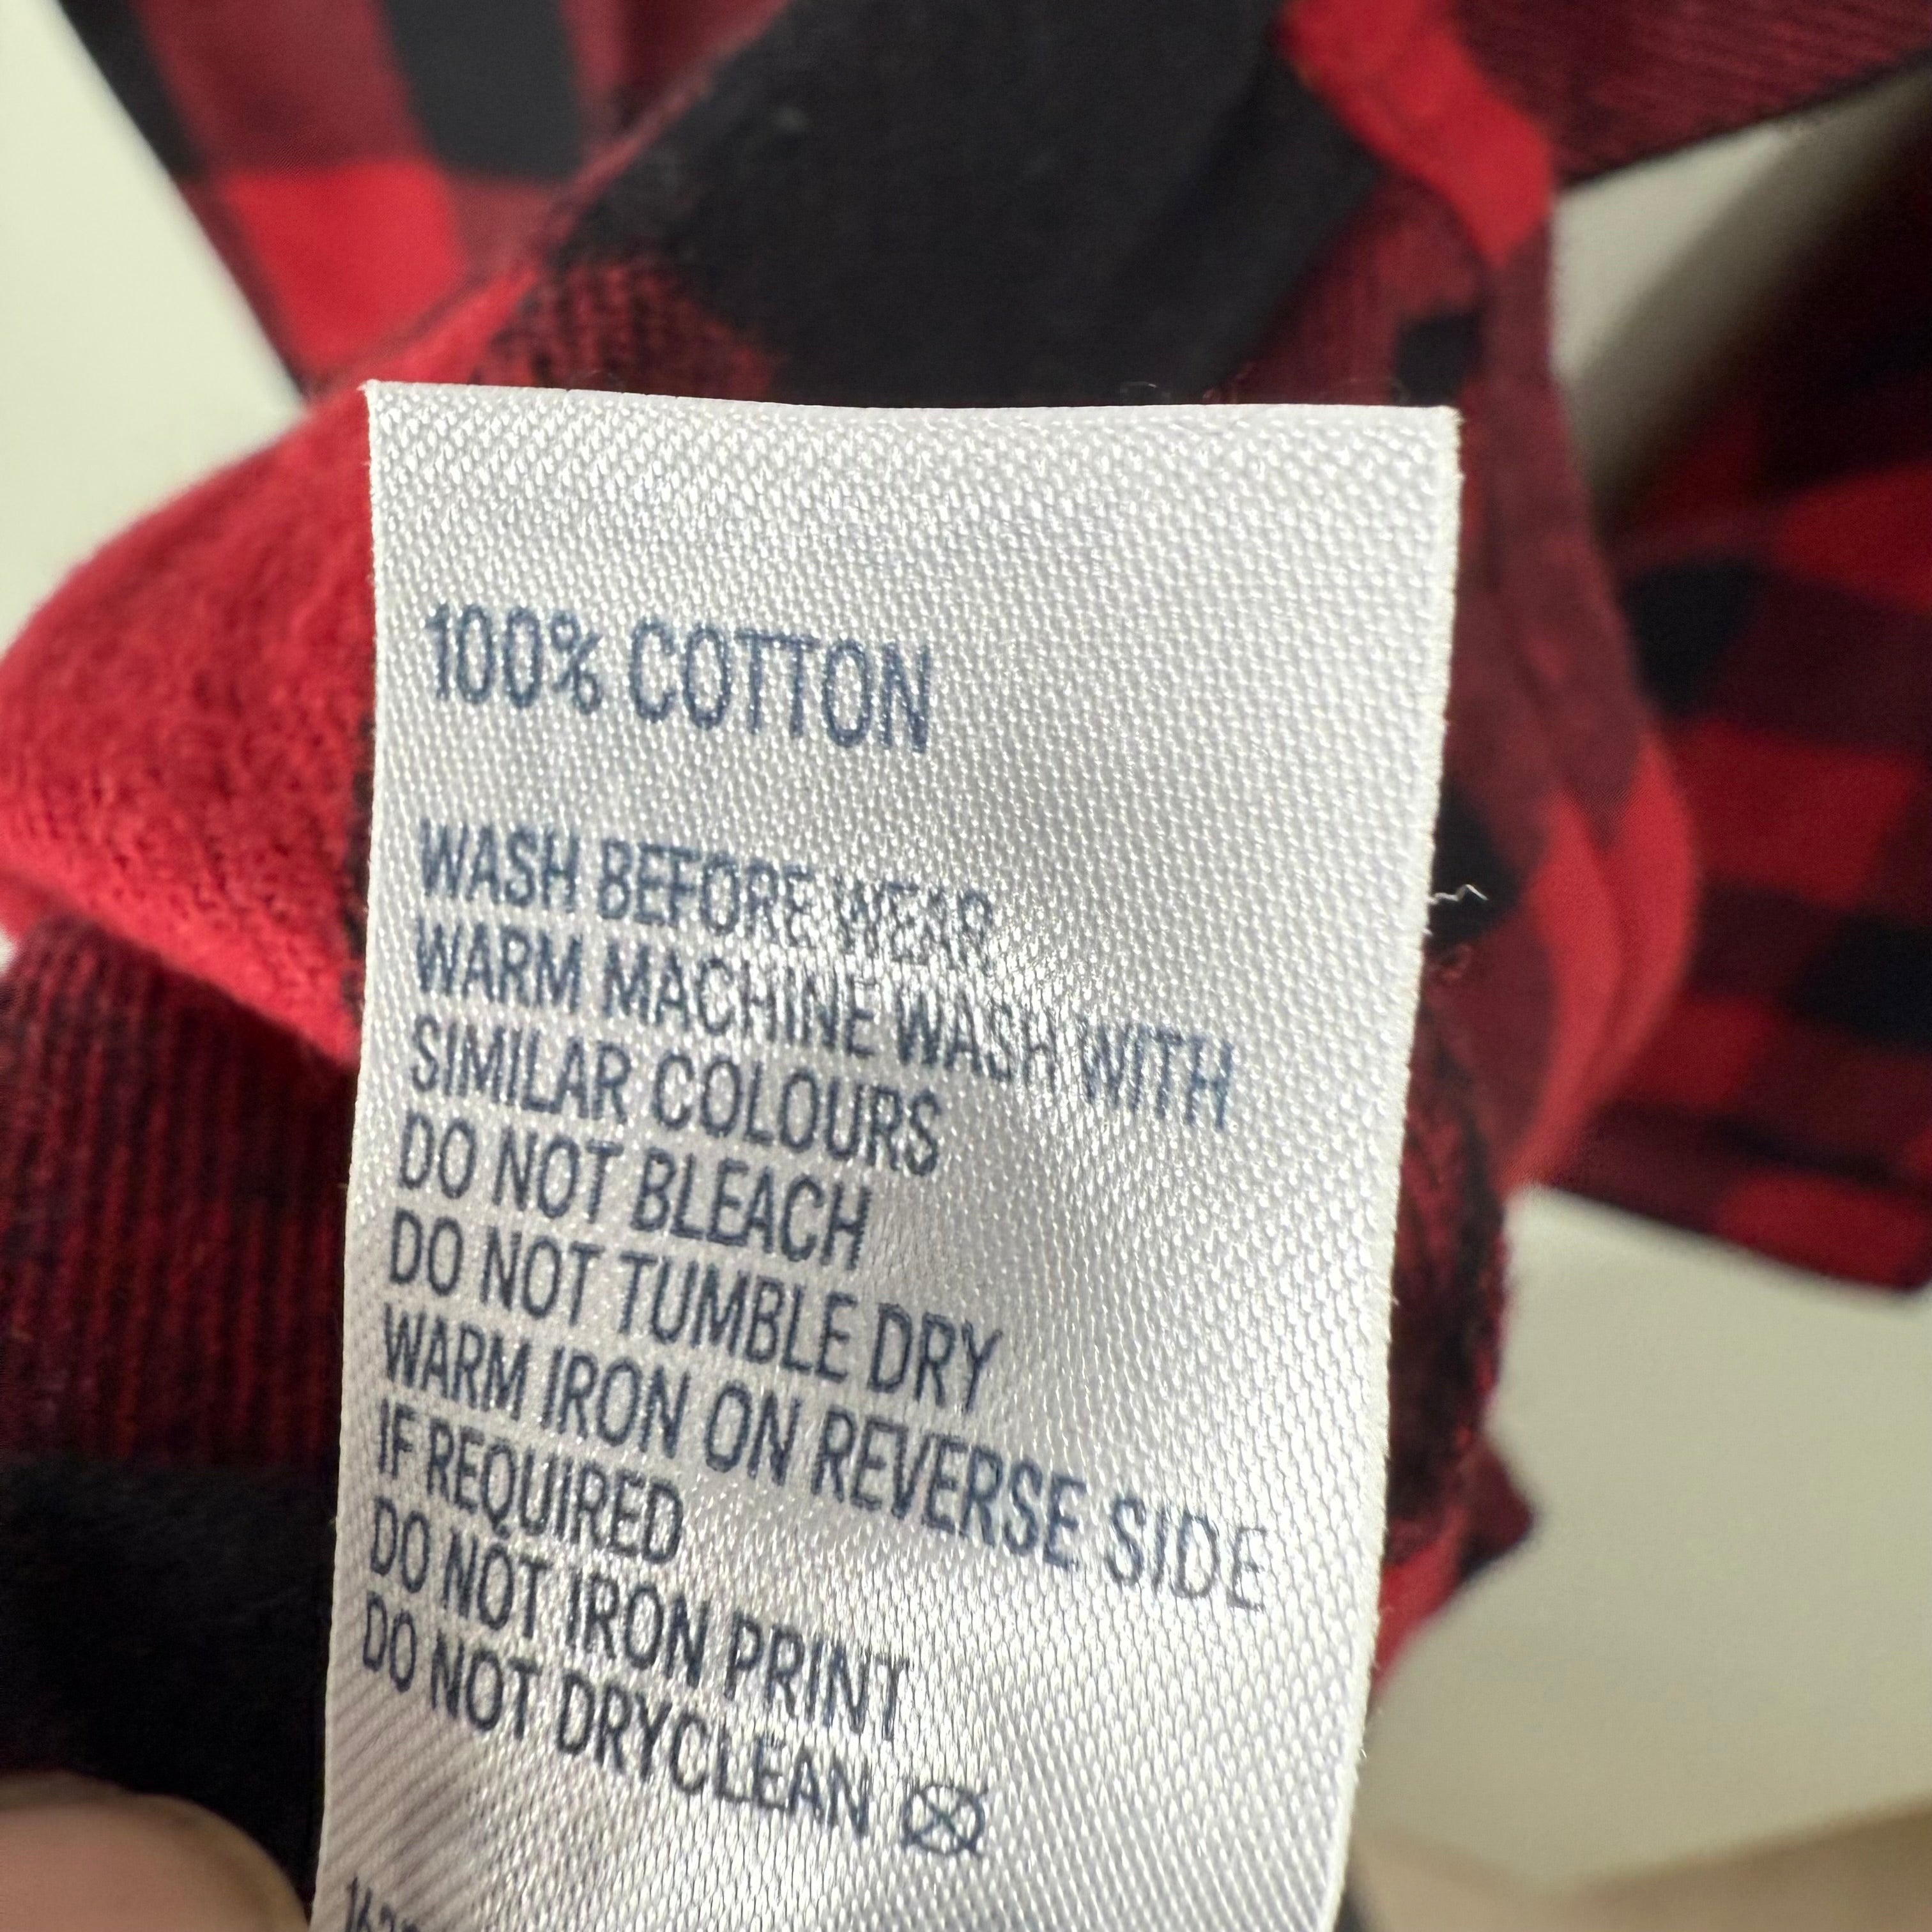 100% COTTON
WASH BEFORE WEAR
WARM MACHINE WASH WITH
SIMILAR COLOURS
DO NOT BLEACH
DO NOT TUMBLE DRY
WARM IRON ON REVERSE SIDE
IF REQUIRED
DO NOT IRON PRINT
DO NOT DRYCLEAN